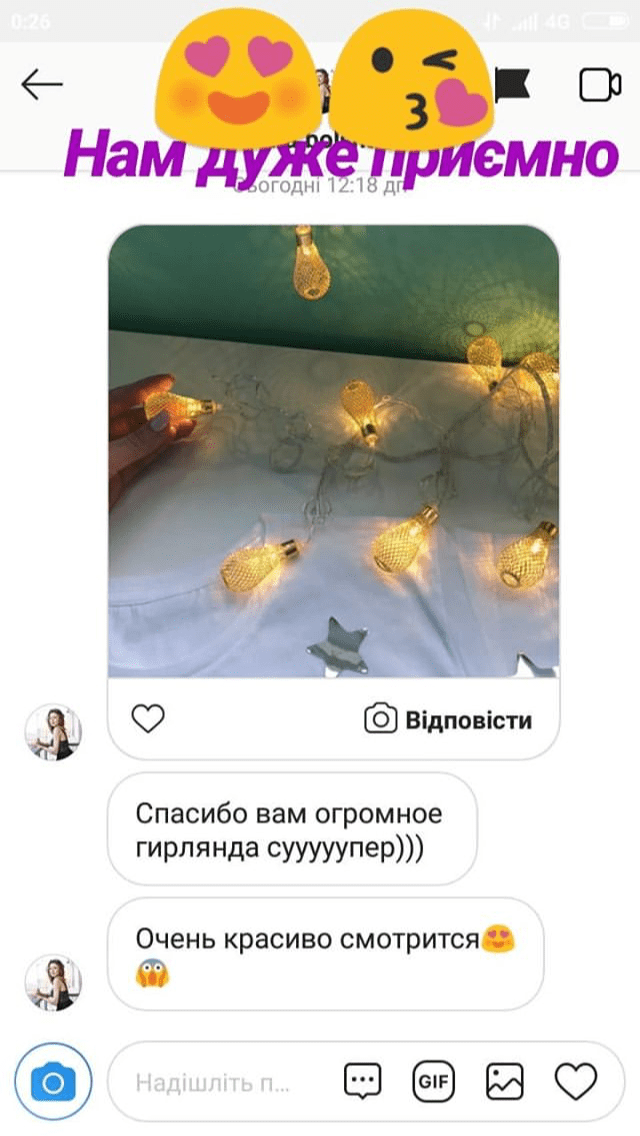 0:26
4G
Нам дуже приємно
Сьогодні 12:18 дп
Відповісти
Спасибо вам огромное
гирлянда сууууупер)))
Очень красиво смотрится😍
😱
Надішліть п...
GIF